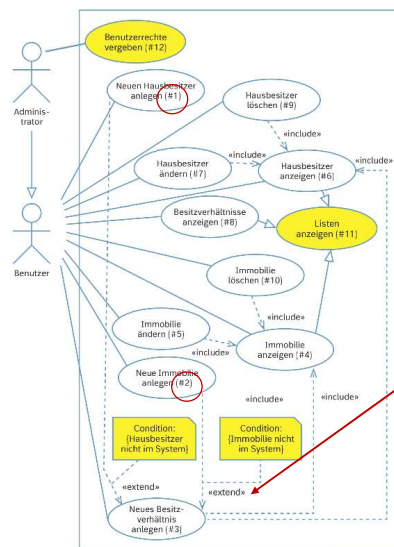 Benutzerrechte
vergeben (#12)
Neuen Hausbesitzer
anlegen (#1)
Hausbesitzer
löschen (#9)
Adminis-
trator
«include»
Hausbesitzer
ändern (#7)
«include»
Hausbesitzer
anzeigen (#6)
«include»
Besitzverhältnisse
anzeigen (#8)
Listen
anzeigen (#11)
Benutzer
Immobilie
löschen (#10)
«include»
Immobilie
ändern (#5)
«include»
Immobilie
anzeigen (#4)
Neue Immobilie
anlegen (#2)
«include»
«include»
Condition:
{Hausbesitzer
nicht im System}
Condition:
{Immobilie nicht
im System}
«extend»
«extend»
Neues Besitz-
verhältnis
anlegen (#3)